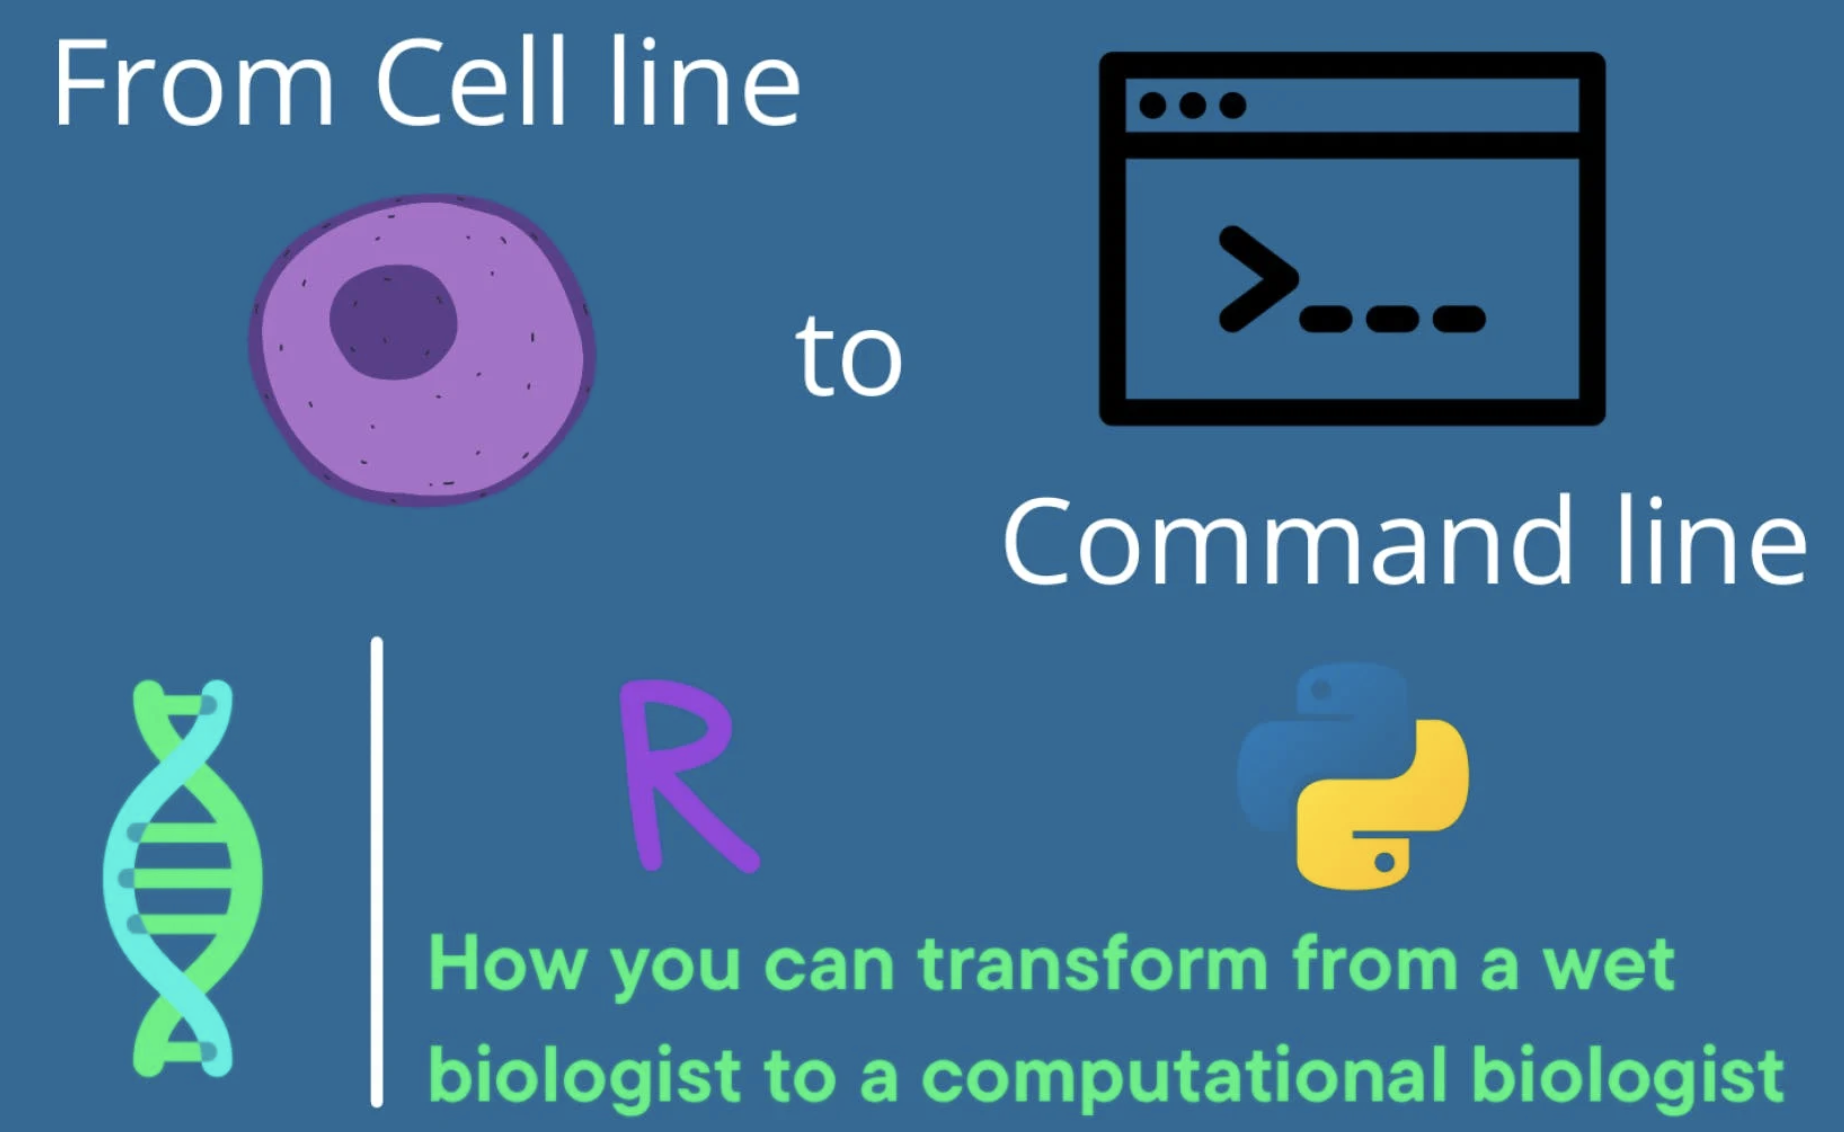 From Cell line
to
>___
Command line
R
How you can transform from a wet
biologist to a computational biologist